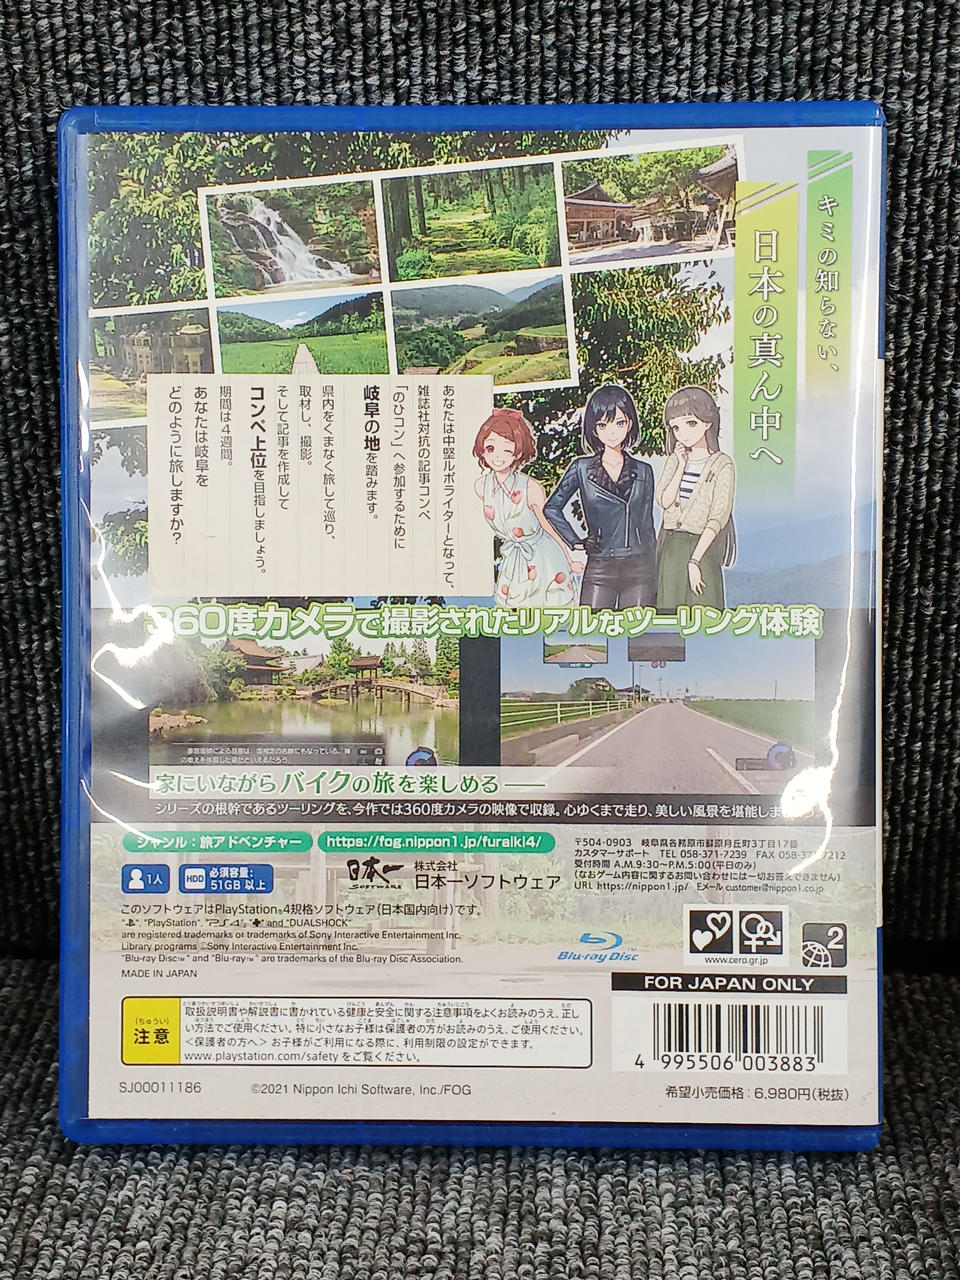 キミの知らない、
日本の真ん中へ
あなたは中堅ルポライターとなって、
雑誌社対抗の記事コンペ
「のひコン」へ参加するために
岐阜の地を踏みます。
県内をくまなく旅して巡り、
取材し、撮影。
そして記事を作成して
コンペ上位を目指しましょう。
期間は4週間。
あなたは岐阜を
どのように旅しますか?
360度カメラで撮影されたリアルなツーリング体験
家にいながらバイクの旅を楽しめる――
シリーズの根幹であるツーリングを、今作では360度カメラの映像で収録。心ゆくまで走り、美しい風景を堪能しま
ジャンル:旅アドベンチャー
https://fog.nippon1.jp/furaiki4/
1人
HDD 必須容量:
51GB 以上
日本一
SOFTWARE
株式会社
日本一ソフトウェア
〒504-0903 岐阜県各務原市蘇原月丘町3丁目17番
カスタマーサポート TEL 058-371-7239 FAX 058-372-7212
受付時間 A.M.9:30~P.M.5:00(平日のみ)
(なおゲーム内容に関するお問い合わせには一切お答えできません)
URL https://nippon1.jp/ Eメール customer@nippon1.co.jp
このソフトウェアはPlayStation®4規格ソフトウェア(日本国内向け)です。
"PlayStation", "PS4", and "DUALSHOCK"
are registered trademarks or trademarks of Sony Interactive Entertainment Inc.
Library programs ©Sony Interactive Entertainment Inc.
"Blu-ray Disc™" and "Blu-ray™" are trademarks of the Blu-ray Disc Association.
MADE IN JAPAN
Blu-ray Disc™
www.cero.gr.jp
2
FOR JAPAN ONLY
(ちゅうい)
注意
取扱説明書や解説書に書かれている健康と安全に関する注意事項をよくお読みのうえ、正し
い方法でご使用ください。特に小さなお子様は保護者の方がお読みのうえ、ご使用ください。
<保護者の方へ> お子様がご利用になる際に、利用制限の設定ができます。
www.playstation.com/safety をご覧ください。
4 995506 003883
SJ00011186
©2021 Nippon Ichi Software, Inc./FOG
希望小売価格:6,980円(税抜)